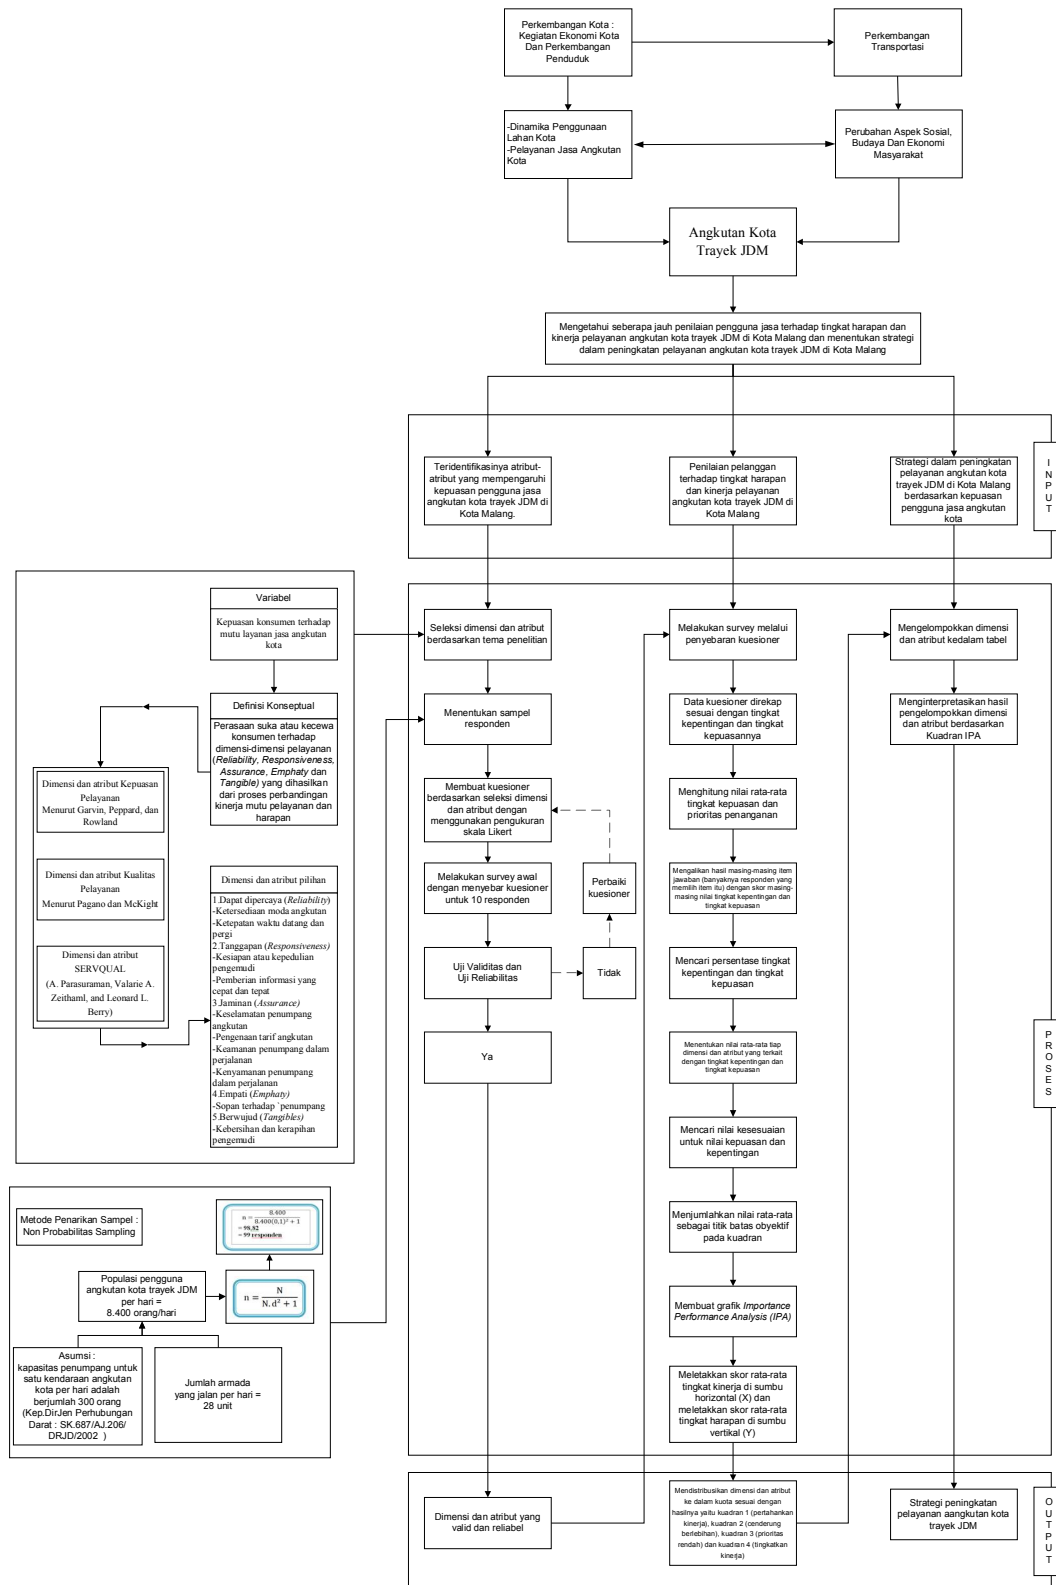 Perkembangan Kota :
Kegiatan Ekonomi Kota
Dan Perkembangan
Penduduk
Perkembangan
Transportasi
-Dinamika Penggunaan
Lahan Kota
-Pelayanan Jasa Angkutan
Kota
Perubahan Aspek Sosial,
Budaya Dan Ekonomi
Masyarakat
Angkutan Kota
Trayek JDM
Mengetahui seberapa jauh penilaian pengguna jasa terhadap tingkat harapan dan
kinerja pelayanan angkutan kota trayek JDM di Kota Malang dan menentukan strategi
dalam peningkatan pelayanan angkutan kota trayek JDM di Kota Malang
Teridentifikasinya atribut-
atribut yang mempengaruhi
kepuasan pengguna jasa
angkutan kota trayek JDM di
Kota Malang.
Penilaian pelanggan
terhadap tingkat harapan
dan kinerja pelayanan
angkutan kota trayek JDM di
Kota Malang
Strategi dalam peningkatan
pelayanan angkutan kota
trayek JDM di Kota Malang
berdasarkan kepuasan
pengguna jasa angkutan
kota
I
N
P
U
T
Variabel
Kepuasan konsumen terhadap
mutu layanan jasa angkutan
kota
Definisi Konseptual
Perasaan suka atau kecewa
konsumen terhadap
dimensi-dimensi pelayanan
(Reliability, Responsiveness,
Assurance, Emphaty dan
Tangible) yang dihasilkan
dari proses perbandingan
kinerja mutu pelayanan dan
harapan
Dimensi dan atribut Kepuasan
Pelayanan
Menurut Garvin, Peppard, dan
Rowland
Dimensi dan atribut Kualitas
Pelayanan
Menurut Pagano dan McKight
Dimensi dan atribut
SERVQUAL
(A. Parasuraman, Valarie A.
Zeithaml, and Leonard L.
Berry)
Dimensi dan atribut pilihan
1.Dapat dipercaya (Reliability)
-Ketersediaan moda angkutan
-Ketepatan waktu datang dan
pergi
2.Tanggapan (Responsiveness)
-Kesiapan atau kepedulian
pengemudi
-Pemberian informasi yang
cepat dan tepat
3.Jaminan (Assurance)
-Keselamatan penumpang
angkutan
-Pengenaan tarif angkutan
-Keamanan penumpang dalam
perjalanan
-Kenyamanan penumpang
dalam perjalanan
4.Empati (Emphaty)
-Sopan terhadap `penumpang
5.Berwujud (Tangibles)
-Kebersihan dan kerapihan
pengemudi
Seleksi dimensi dan atribut
berdasarkan tema penelitian
Menentukan sampel
responden
Membuat kuesioner
berdasarkan seleksi dimensi
dan atribut dengan
menggunakan pengukuran
skala Likert
Melakukan survey awal
dengan menyebar kuesioner
untuk 10 responden
Perbaiki
kuesioner
Uji Validitas dan
Uji Reliabilitas
Tidak
Ya
Melakukan survey melalui
penyebaran kuesioner
Data kuesioner direkap
sesuai dengan tingkat
kepentingan dan tingkat
kepuasannya
Menghitung nilai rata-rata
tingkat kepuasan dan
prioritas penanganan
Mengalikan hasil masing-masing item
jawaban (banyaknya responden yang
memilih item itu) dengan skor masing-
masing nilai tingkat kepentingan dan
tingkat kepuasan
Mencari persentase tingkat
kepentingan dan tingkat
kepuasan
Menentukan nilai rata-rata tiap
dimensi dan atribut yang terkait
dengan tingkat kepentingan dan
tingkat kepuasan
Mencari nilai kesesuaian
untuk nilai kepuasan dan
kepentingan
Menjumlahkan nilai rata-rata
sebagai titik batas obyektif
pada kuadran
Membuat grafik Importance
Performance Analysis (IPA)
Meletakkan skor rata-rata
tingkat kinerja di sumbu
horizontal (X) dan
meletakkan skor rata-rata
tingkat harapan di sumbu
vertikal (Y)
Mengelompokkan dimensi
dan atribut kedalam tabel
Menginterpretasikan hasil
pengelompokkan dimensi
dan atribut berdasarkan
Kuadran IPA
P
R
O
S
E
S
Metode Penarikan Sampel :
Non Probabilitas Sampling
n = 8.400 / 8.400(0,1)² + 1
= 98,82
= 99 responden
Populasi pengguna
angkutan kota trayek JDM
per hari =
8.400 orang/hari
n = N / N. d² + 1
Asumsi :
kapasitas penumpang untuk
satu kendaraan angkutan
kota per hari adalah
berjumlah 300 orang
(Kep.DirJen Perhubungan
Darat : SK.687/AJ.206/
DRJD/2002 )
Jumlah armada
yang jalan per hari =
28 unit
Dimensi dan atribut yang
valid dan reliabel
Mendistribusikan dimensi dan atribut
ke dalam kuota sesuai dengan
hasilnya yaitu kuadran 1 (pertahankan
kinerja), kuadran 2 (cenderung
berlebihan), kuadran 3 (prioritas
rendah) dan kuadran 4 (tingkatkan
kinerja)
Strategi peningkatan
pelayanan aangkutan kota
trayek JDM
O
U
T
P
U
T